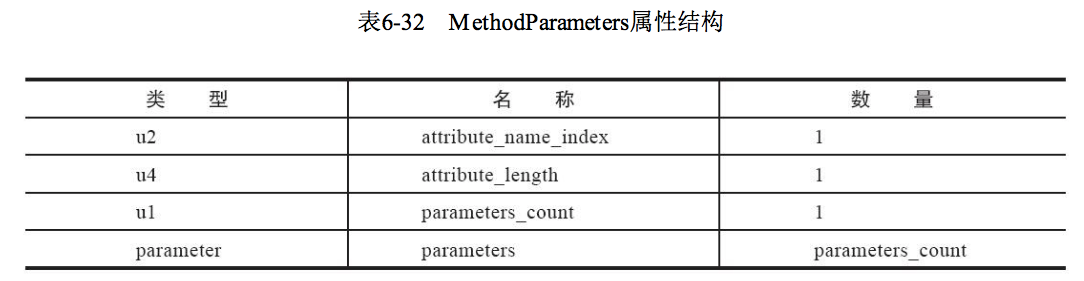 表6-32 MethodParameters属性结构
类 型 名 称 数 量
u2 attribute_name_index 1
u4 attribute_length 1
u1 parameters_count 1
parameter parameters parameters_count